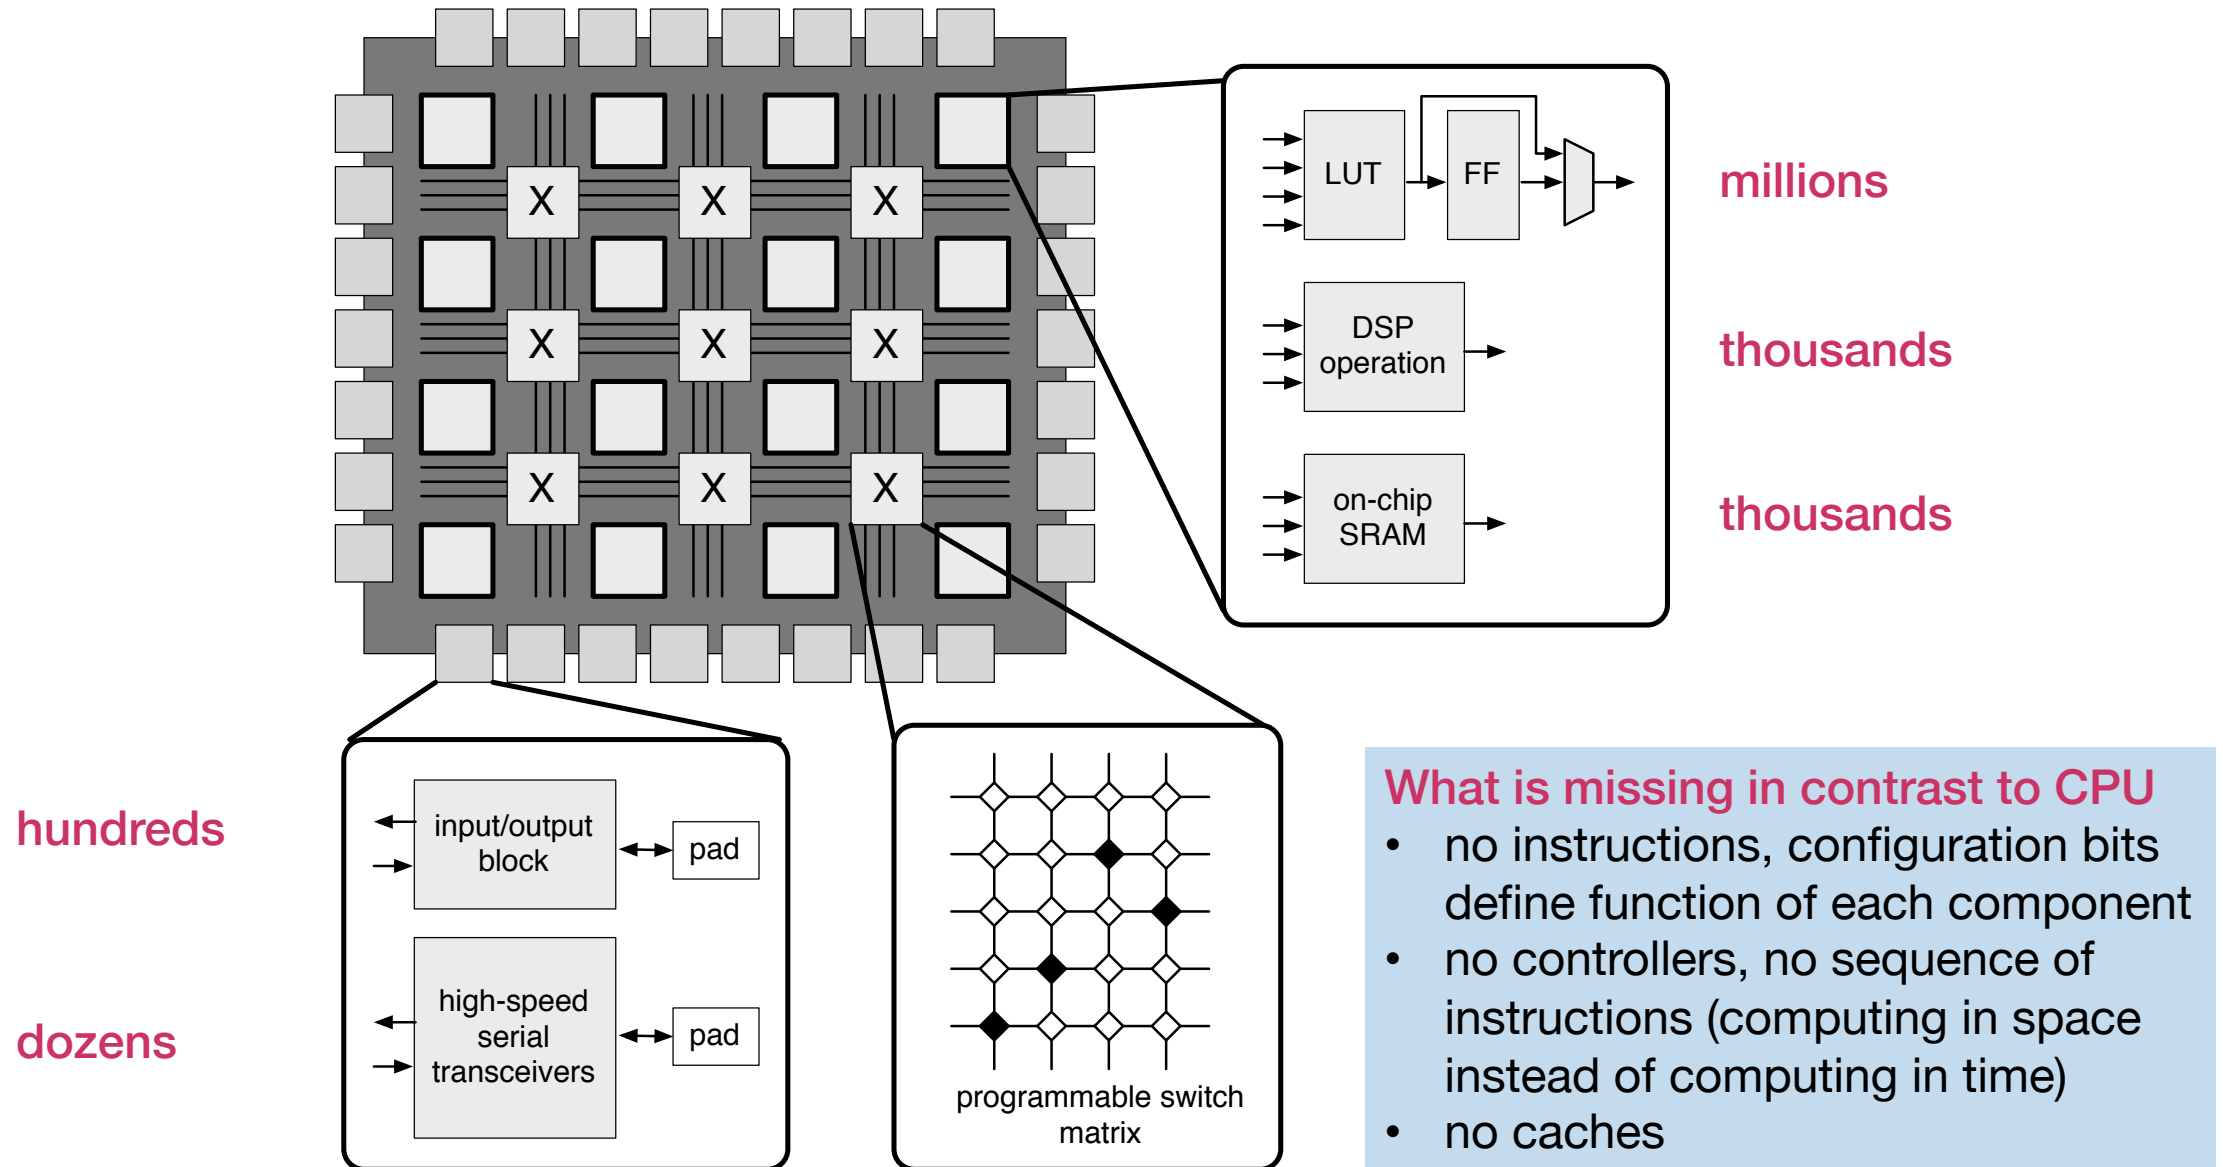 X X X
X X X
X X X
LUT
FF
millions
DSP
operation
thousands
on-chip
SRAM
thousands
hundreds
input/output
block
pad
dozens
high-speed
serial
transceivers
pad
programmable switch
matrix
What is missing in contrast to CPU
• no instructions, configuration bits
define function of each component
• no controllers, no sequence of
instructions (computing in space
instead of computing in time)
• no caches